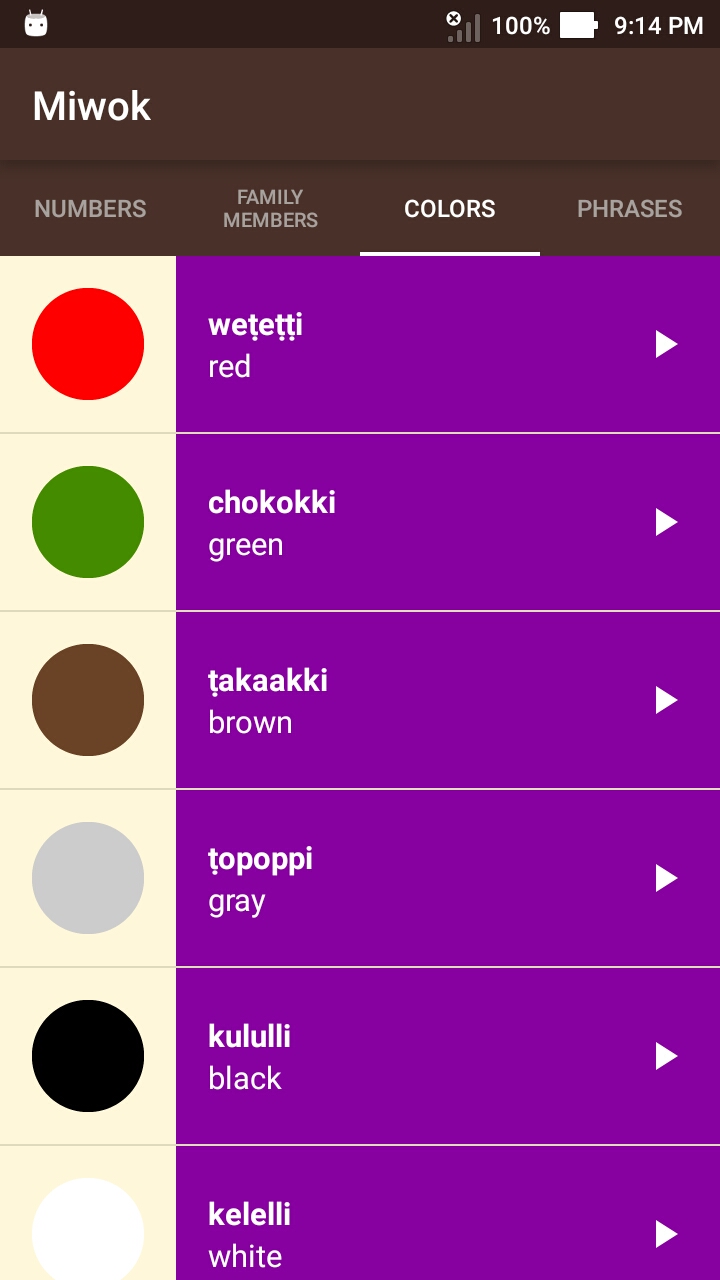 100% 9:14 PM
Miwok
NUMBERS
FAMILY
MEMBERS
COLORS
PHRASES
weṭeṭṭi
red
chokokki
green
ṭakaakki
brown
ṭopoppi
gray
kululli
black
kelelli
white